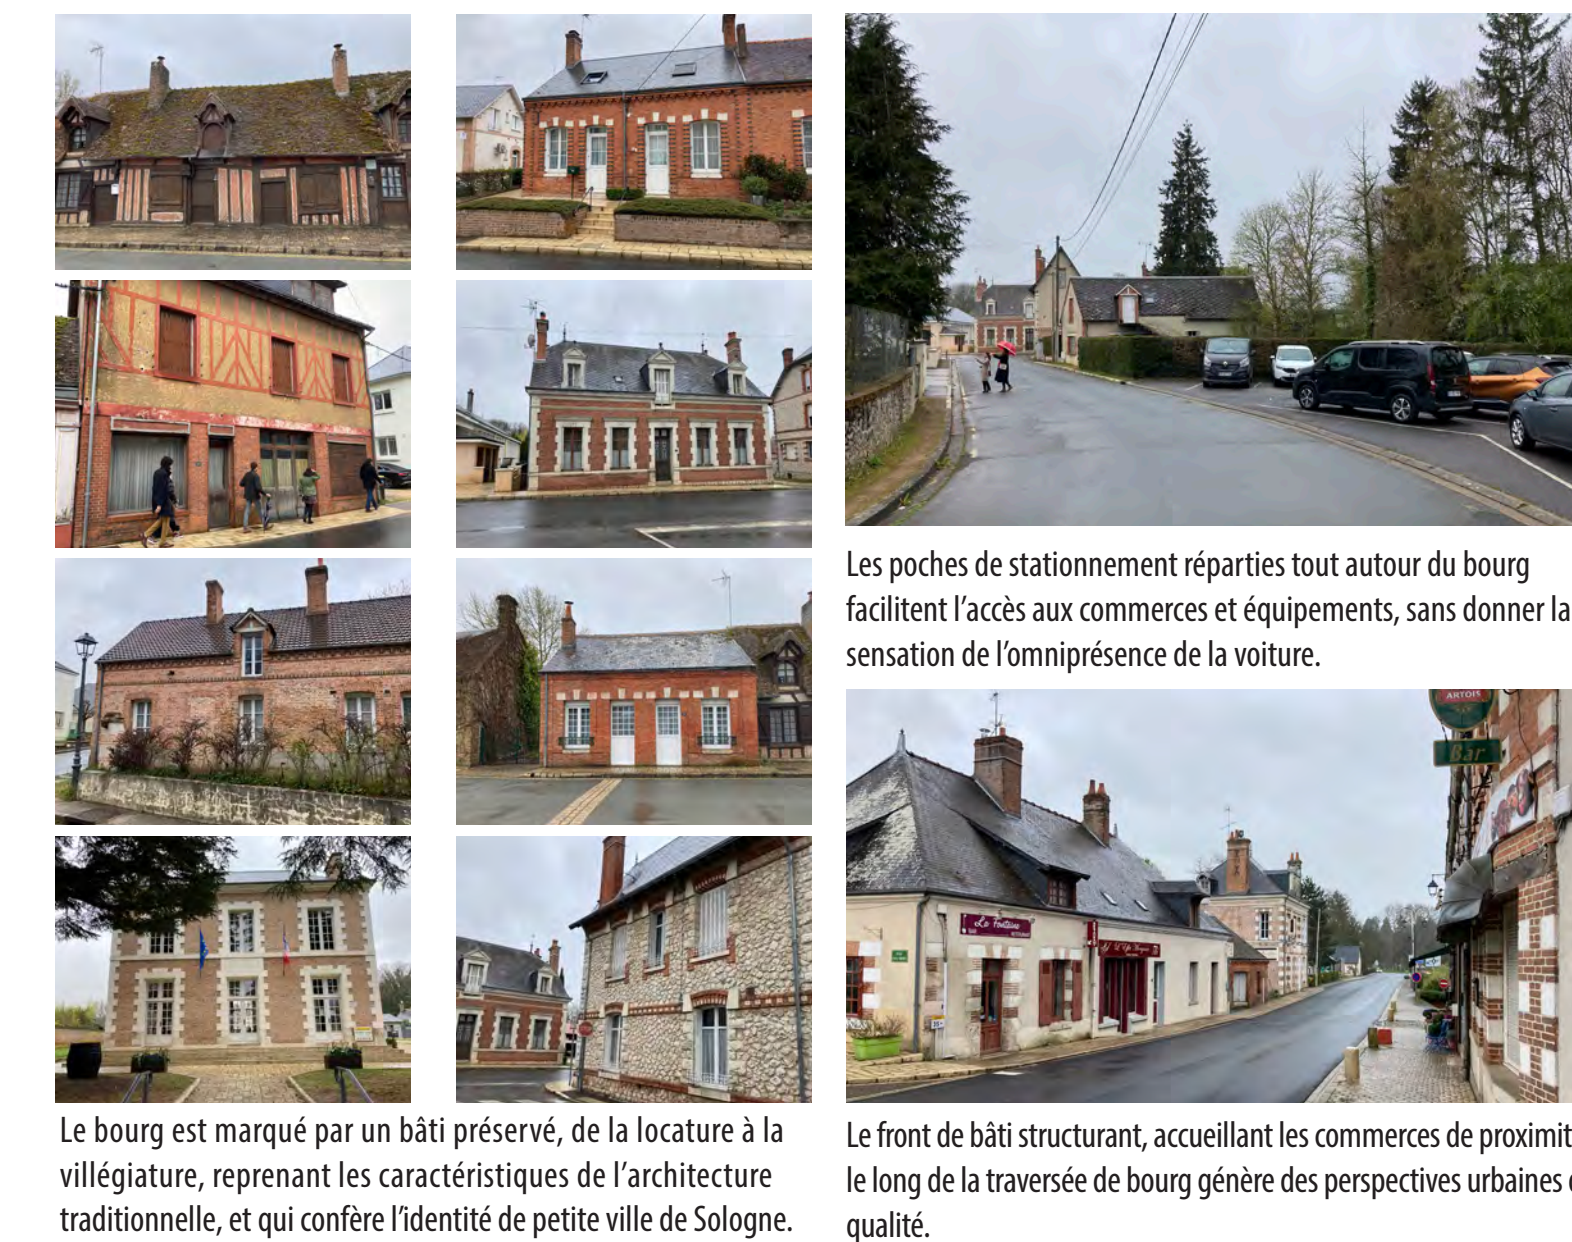 Le bourg est marqué par un bâti préservé, de la locature à la
villégiature, reprenant les caractéristiques de l'architecture
traditionnelle, et qui confère l'identité de petite ville de Sologne.
Les poches de stationnement réparties tout autour du bourg
facilitent l'accès aux commerces et équipements, sans donner la
sensation de l'omniprésence de la voiture.
ARTOIS
Bar
La Fontaine
Le front de bâti structurant, accueillant les commerces de proximit
le long de la traversée de bourg génère des perspectives urbaines
qualité.